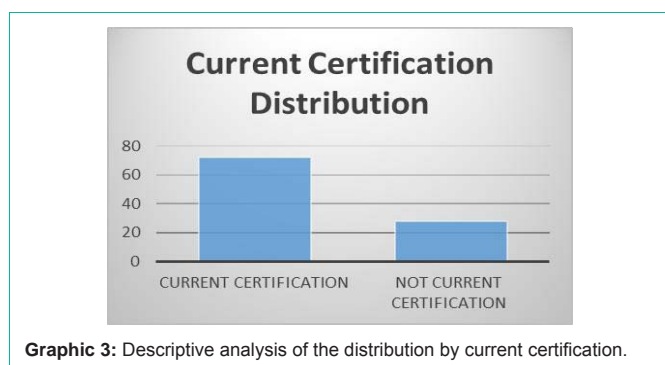 Current Certification
Distribution
80
60
40
20
0
CURRENT CERTIFICATION
NOT CURRENT
CERTIFICATION
Graphic 3: Descriptive analysis of the distribution by current certification.